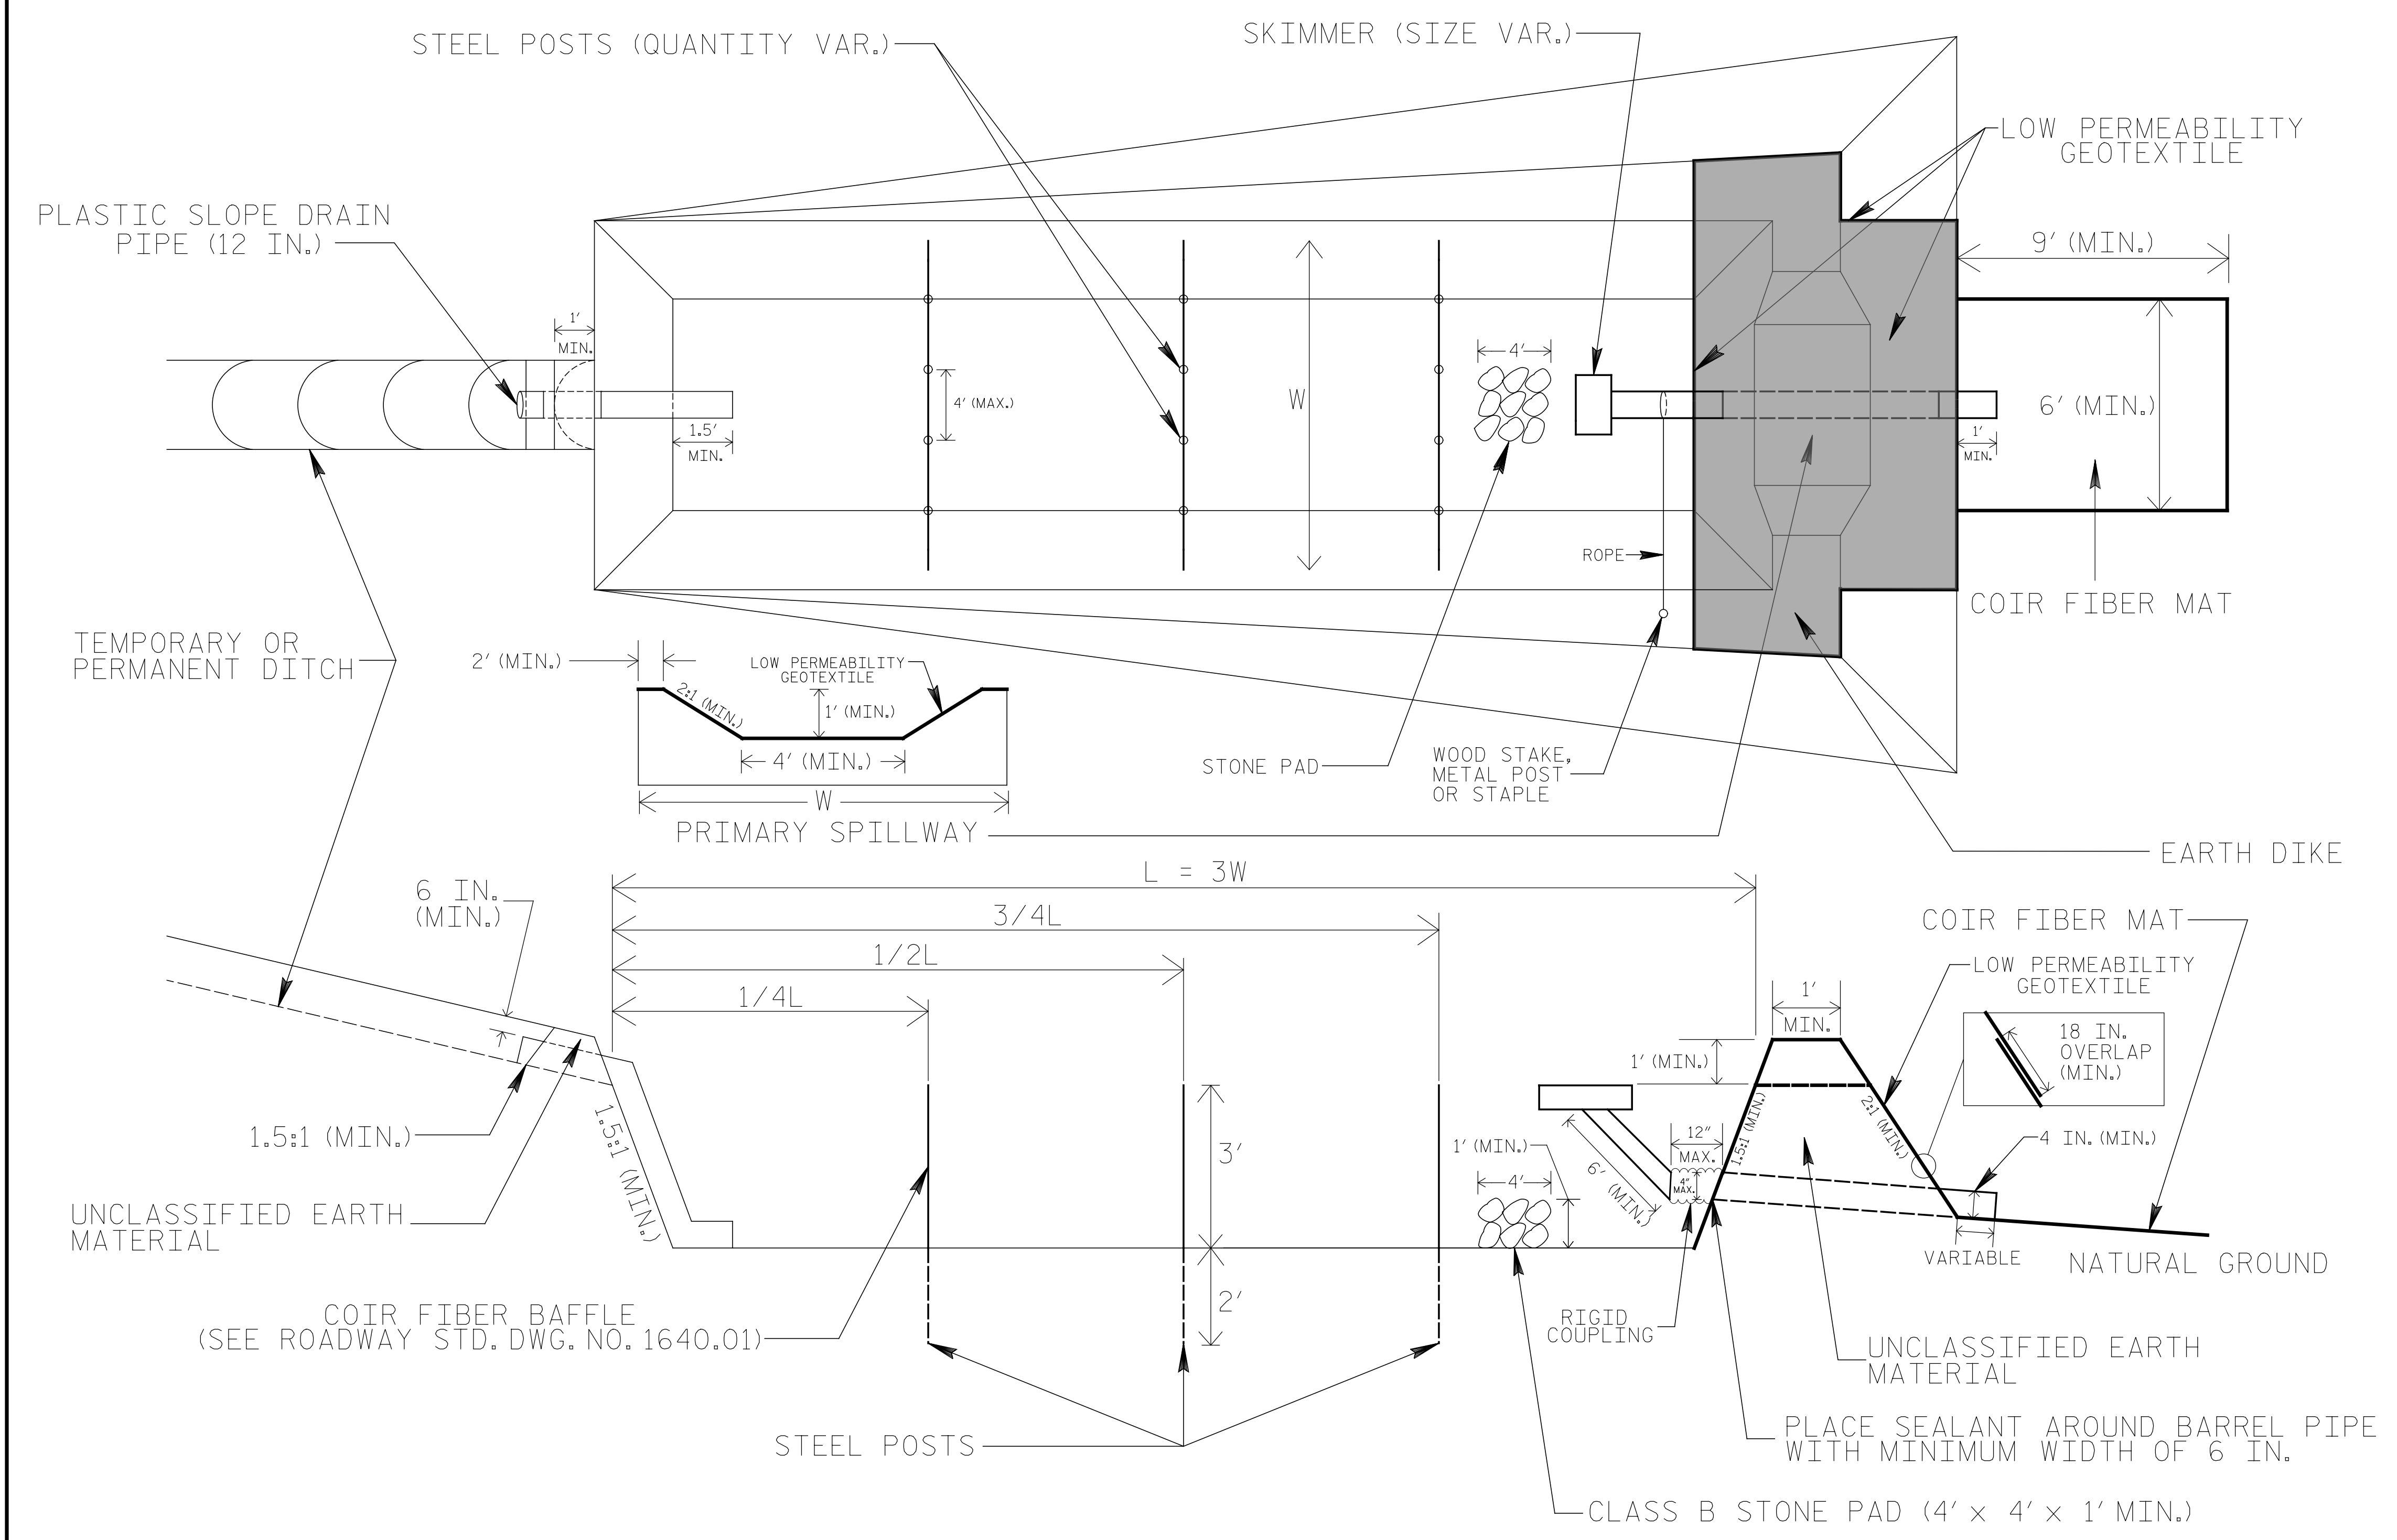 STEEL POSTS (QUANTITY VAR.)
SKIMMER (SIZE VAR.)
LOW PERMEABILITY
GEOTEXTILE
PLASTIC SLOPE DRAIN
PIPE (12 IN.)
9' (MIN.)
1'
MIN.
4'
W
4' (MAX.)
6' (MIN.)
1.5'
MIN.
1'
MIN.
ROPE
COIR FIBER MAT
TEMPORARY OR
PERMANENT DITCH
2' (MIN.)
LOW PERMEABILITY
GEOTEXTILE
2:1 (MIN.)
1' (MIN.)
4' (MIN.)
W
PRIMARY SPILLWAY
STONE PAD
WOOD STAKE,
METAL POST
OR STAPLE
EARTH DIKE
L = 3W
6 IN.
(MIN.)
3/4L
1/2L
1/4L
COIR FIBER MAT
LOW PERMEABILITY
GEOTEXTILE
1'
MIN.
18 IN.
OVERLAP
(MIN.)
1' (MIN.)
1.5:1 (MIN.)
1.5:1 (MIN.)
3'
1' (MIN.)
4'
6' (MIN.)
12"
MAX.
4"
MAX.
1.5:1 (MIN.)
2:1 (MIN.)
4 IN. (MIN.)
UNCLASSIFIED EARTH
MATERIAL
VARIABLE
NATURAL GROUND
2'
COIR FIBER BAFFLE
(SEE ROADWAY STD. DWG. NO. 1640.01)
RIGID
COUPLING
UNCLASSIFIED EARTH
MATERIAL
STEEL POSTS
PLACE SEALANT AROUND BARREL PIPE
WITH MINIMUM WIDTH OF 6 IN.
CLASS B STONE PAD (4' x 4' x 1' MIN.)